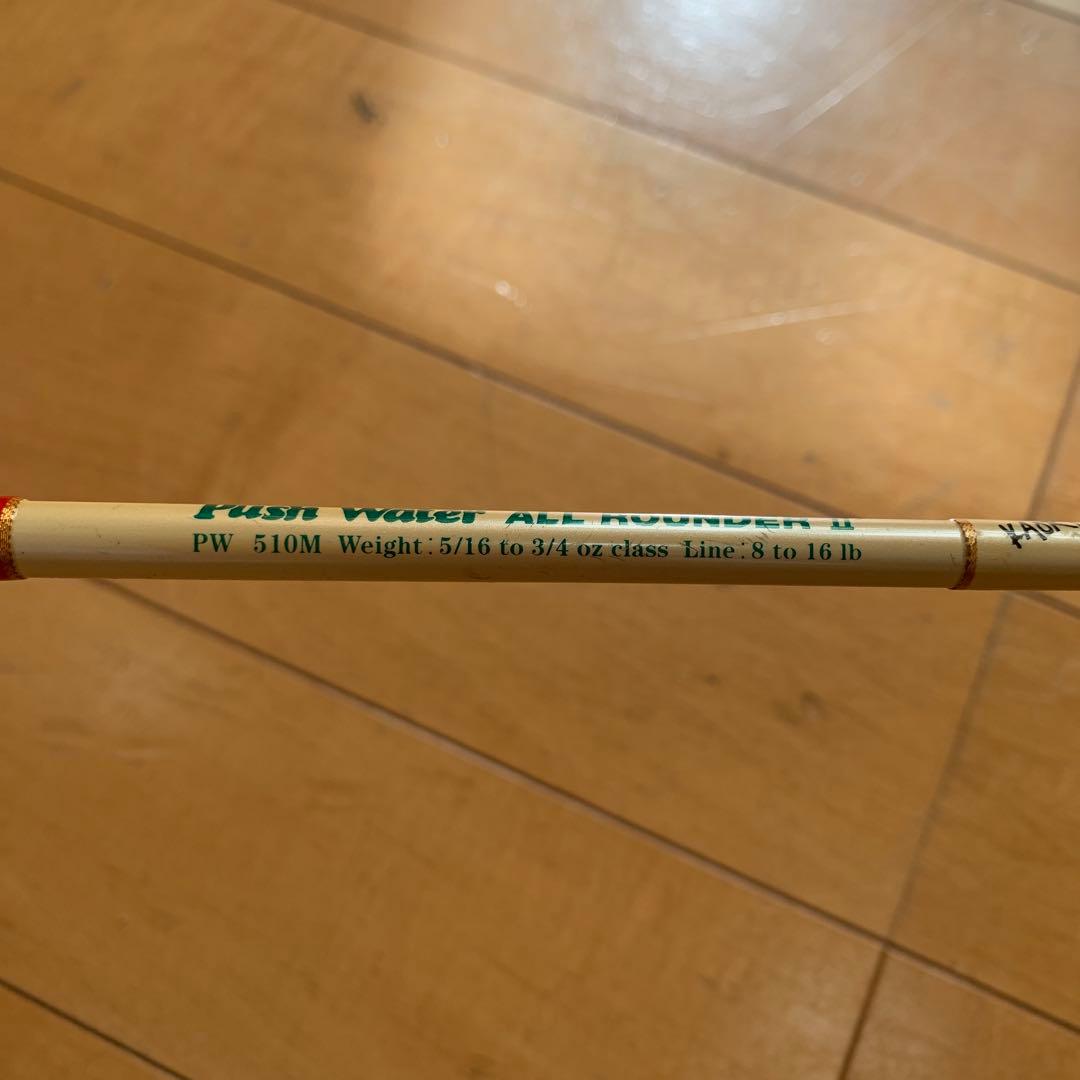 Push Water ALL ROUNDER II
PW 510M Weight:5/16 to 3/4 oz class Line:8 to 16 lb